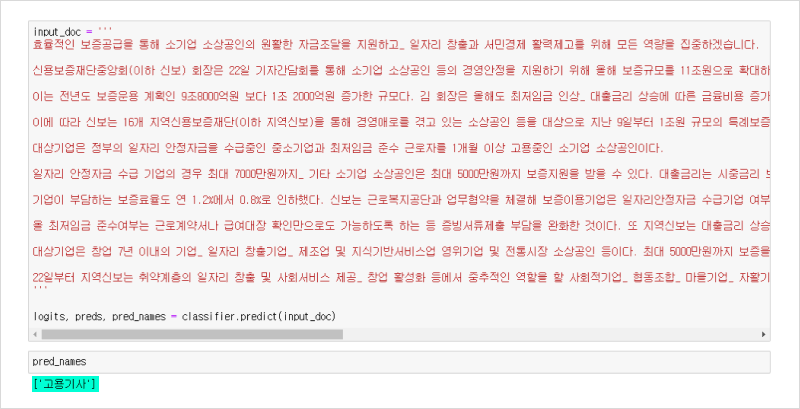 input_doc = '''
효율적인 보증공급을 통해 소기업 소상공인의 원활한 자금조달을 지원하고_ 일자리 창출과 서민경제 활력제고를 위해 모든 역량을 집중하겠습니다.
신용보증재단중앙회(이하 신보) 회장은 22일 기자간담회를 통해 소기업 소상공인 등의 경영안정을 지원하기 위해 올해 보증규모를 11조원으로 확대하
이는 전년도 보증운용 계획인 9조8000억원 보다 1조 2000억원 증가한 규모다. 김 회장은 올해도 최저임금 인상_ 대출금리 상승에 따른 금융비용 증가
이에 따라 신보는 16개 지역신용보증재단(이하 지역신보)을 통해 경영애로를 겪고 있는 소상공인 등을 대상으로 지난 9일부터 1조원 규모의 특례보증
대상기업은 정부의 일자리 안정자금을 수급중인 중소기업과 최저임금 준수 근로자를 1개월 이상 고용중인 소기업 소상공인이다.
일자리 안정자금 수급 기업의 경우 최대 7000만원까지_ 기타 소기업 소상공인은 최대 5000만원까지 보증지원을 받을 수 있다. 대출금리는 시중금리 보
기업이 부담하는 보증료율도 연 1.2%에서 0.8%로 인하했다. 신보는 근로복지공단과 업무협약을 체결해 보증이용기업은 일자리안정자금 수급기업 여부
올 최저임금 준수여부는 근로계약서나 급여대장 확인만으로도 가능하도록 하는 등 증빙서류제출 부담을 완화한 것이다. 또 지역신보는 대출금리 상승
대상기업은 창업 7년 이내의 기업_ 일자리 창출기업_ 제조업 및 지식기반서비스업 영위기업 및 전통시장 소상공인 등이다. 최대 5000만원까지 보증을
22일부터 지역신보는 취약계층의 일자리 창출 및 사회서비스 제공_ 창업 활성화 등에서 중추적인 역할을 할 사회적기업_ 협동조합_ 마을기업_ 자활기
'''
logits, preds, pred_names = classifier.predict(input_doc)
pred_names
['고용기사']